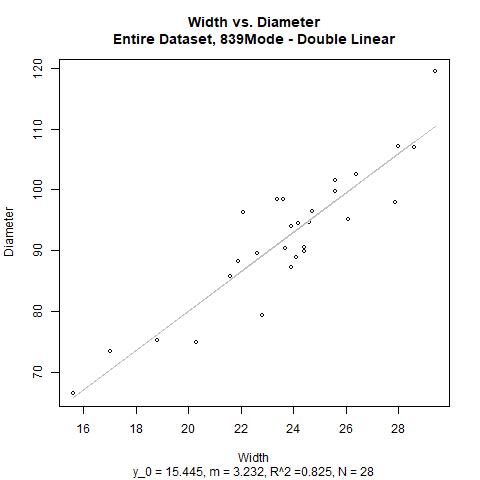 Width vs. Diameter
Entire Dataset, 839Mode - Double Linear
120
110
100
90
80
70
Diameter
16 18 20 22 24 26 28
Width
y_0 = 15.445, m = 3.232, R^2 =0.825, N = 28